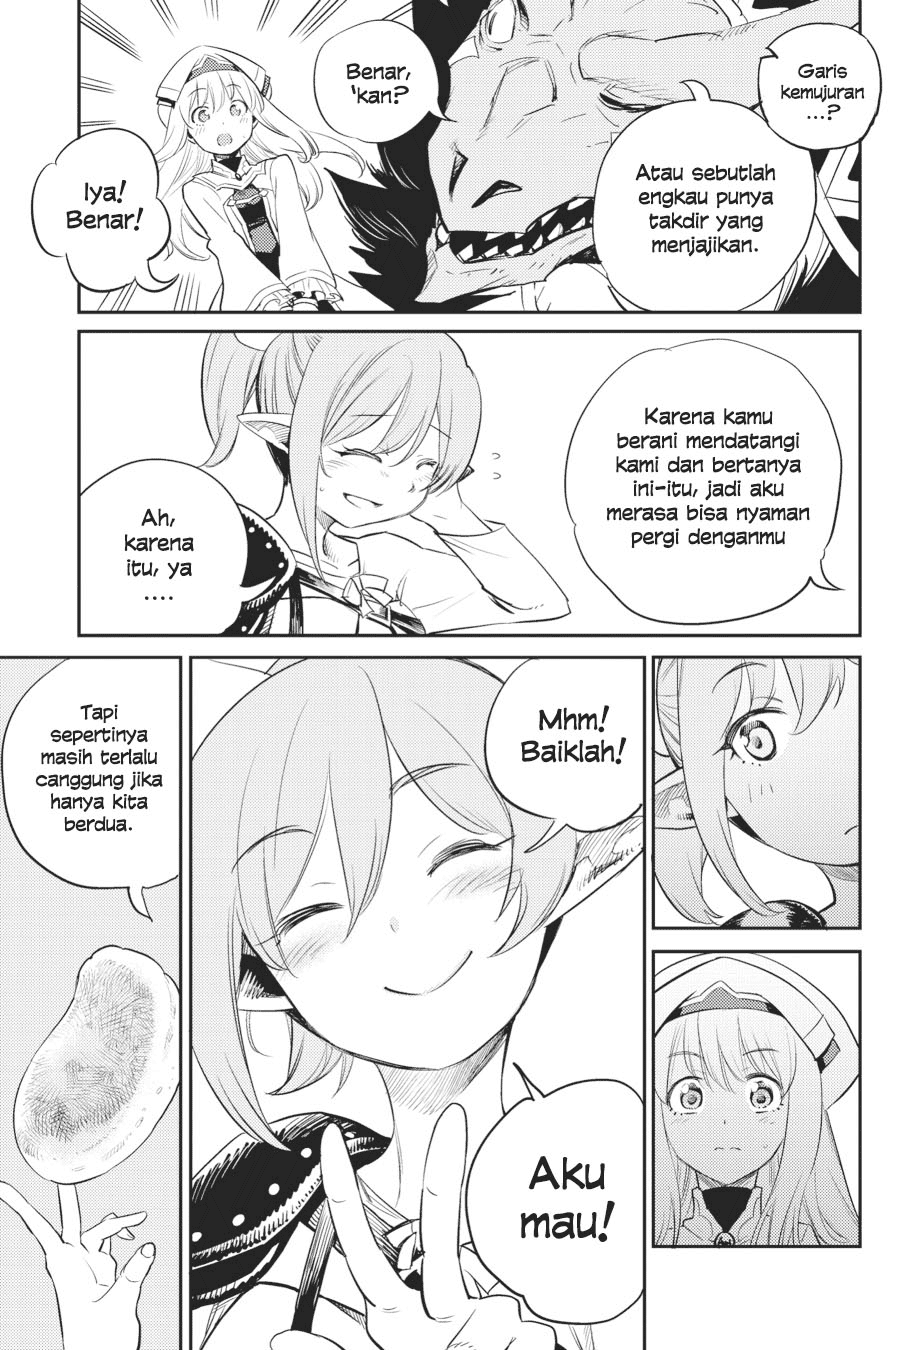 Garis
kemujuran
...?
Atau sebutlah
engkau punya
takdir yang
menjajikan.
Benar,
'kan?
Iya!
Benar!
Karena kamu
berani mendatangi
kami dan bertanya
ini-itu, jadi aku
merasa bisa nyaman
pergi denganmu
Ah,
karena
itu, ya
....
Mhm!
Baiklah!
Aku
mau!
Tapi
sepertinya
masih terlalu
canggung jika
hanya kita
berdua.